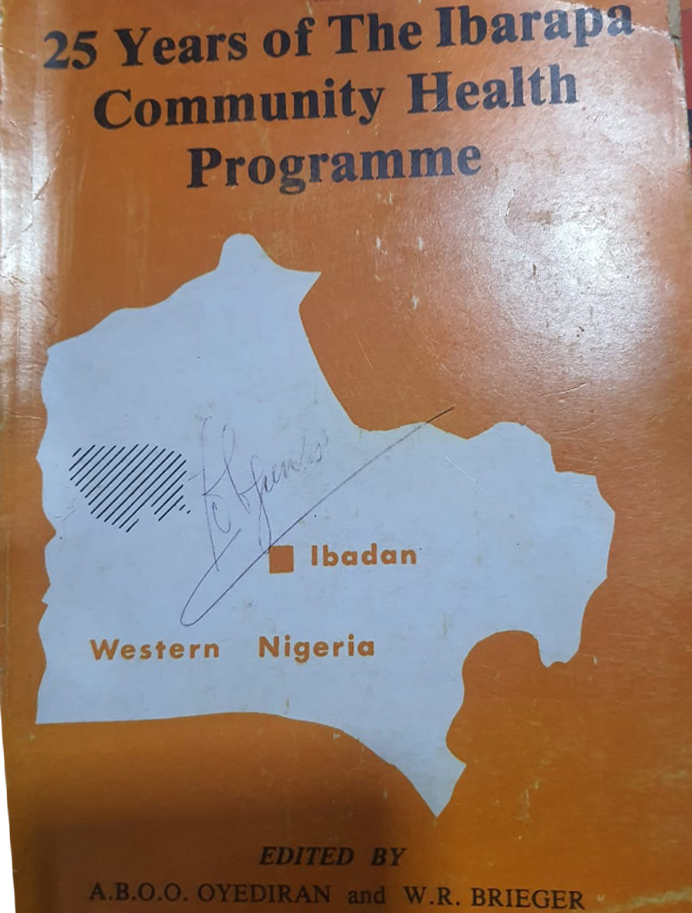 25 Years of The Ibarapa
Community Health
Programme
Ibadan
Western Nigeria
EDITED BY
A.B.O.O. OYEDIRAN and W.R. BRIEGER